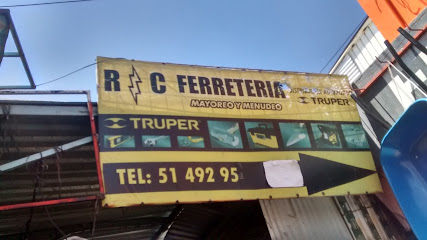 R C FERRETERIA
MAYOREO Y MENUDEO
TRUPER
TRUPER
TEL: 51 492 95